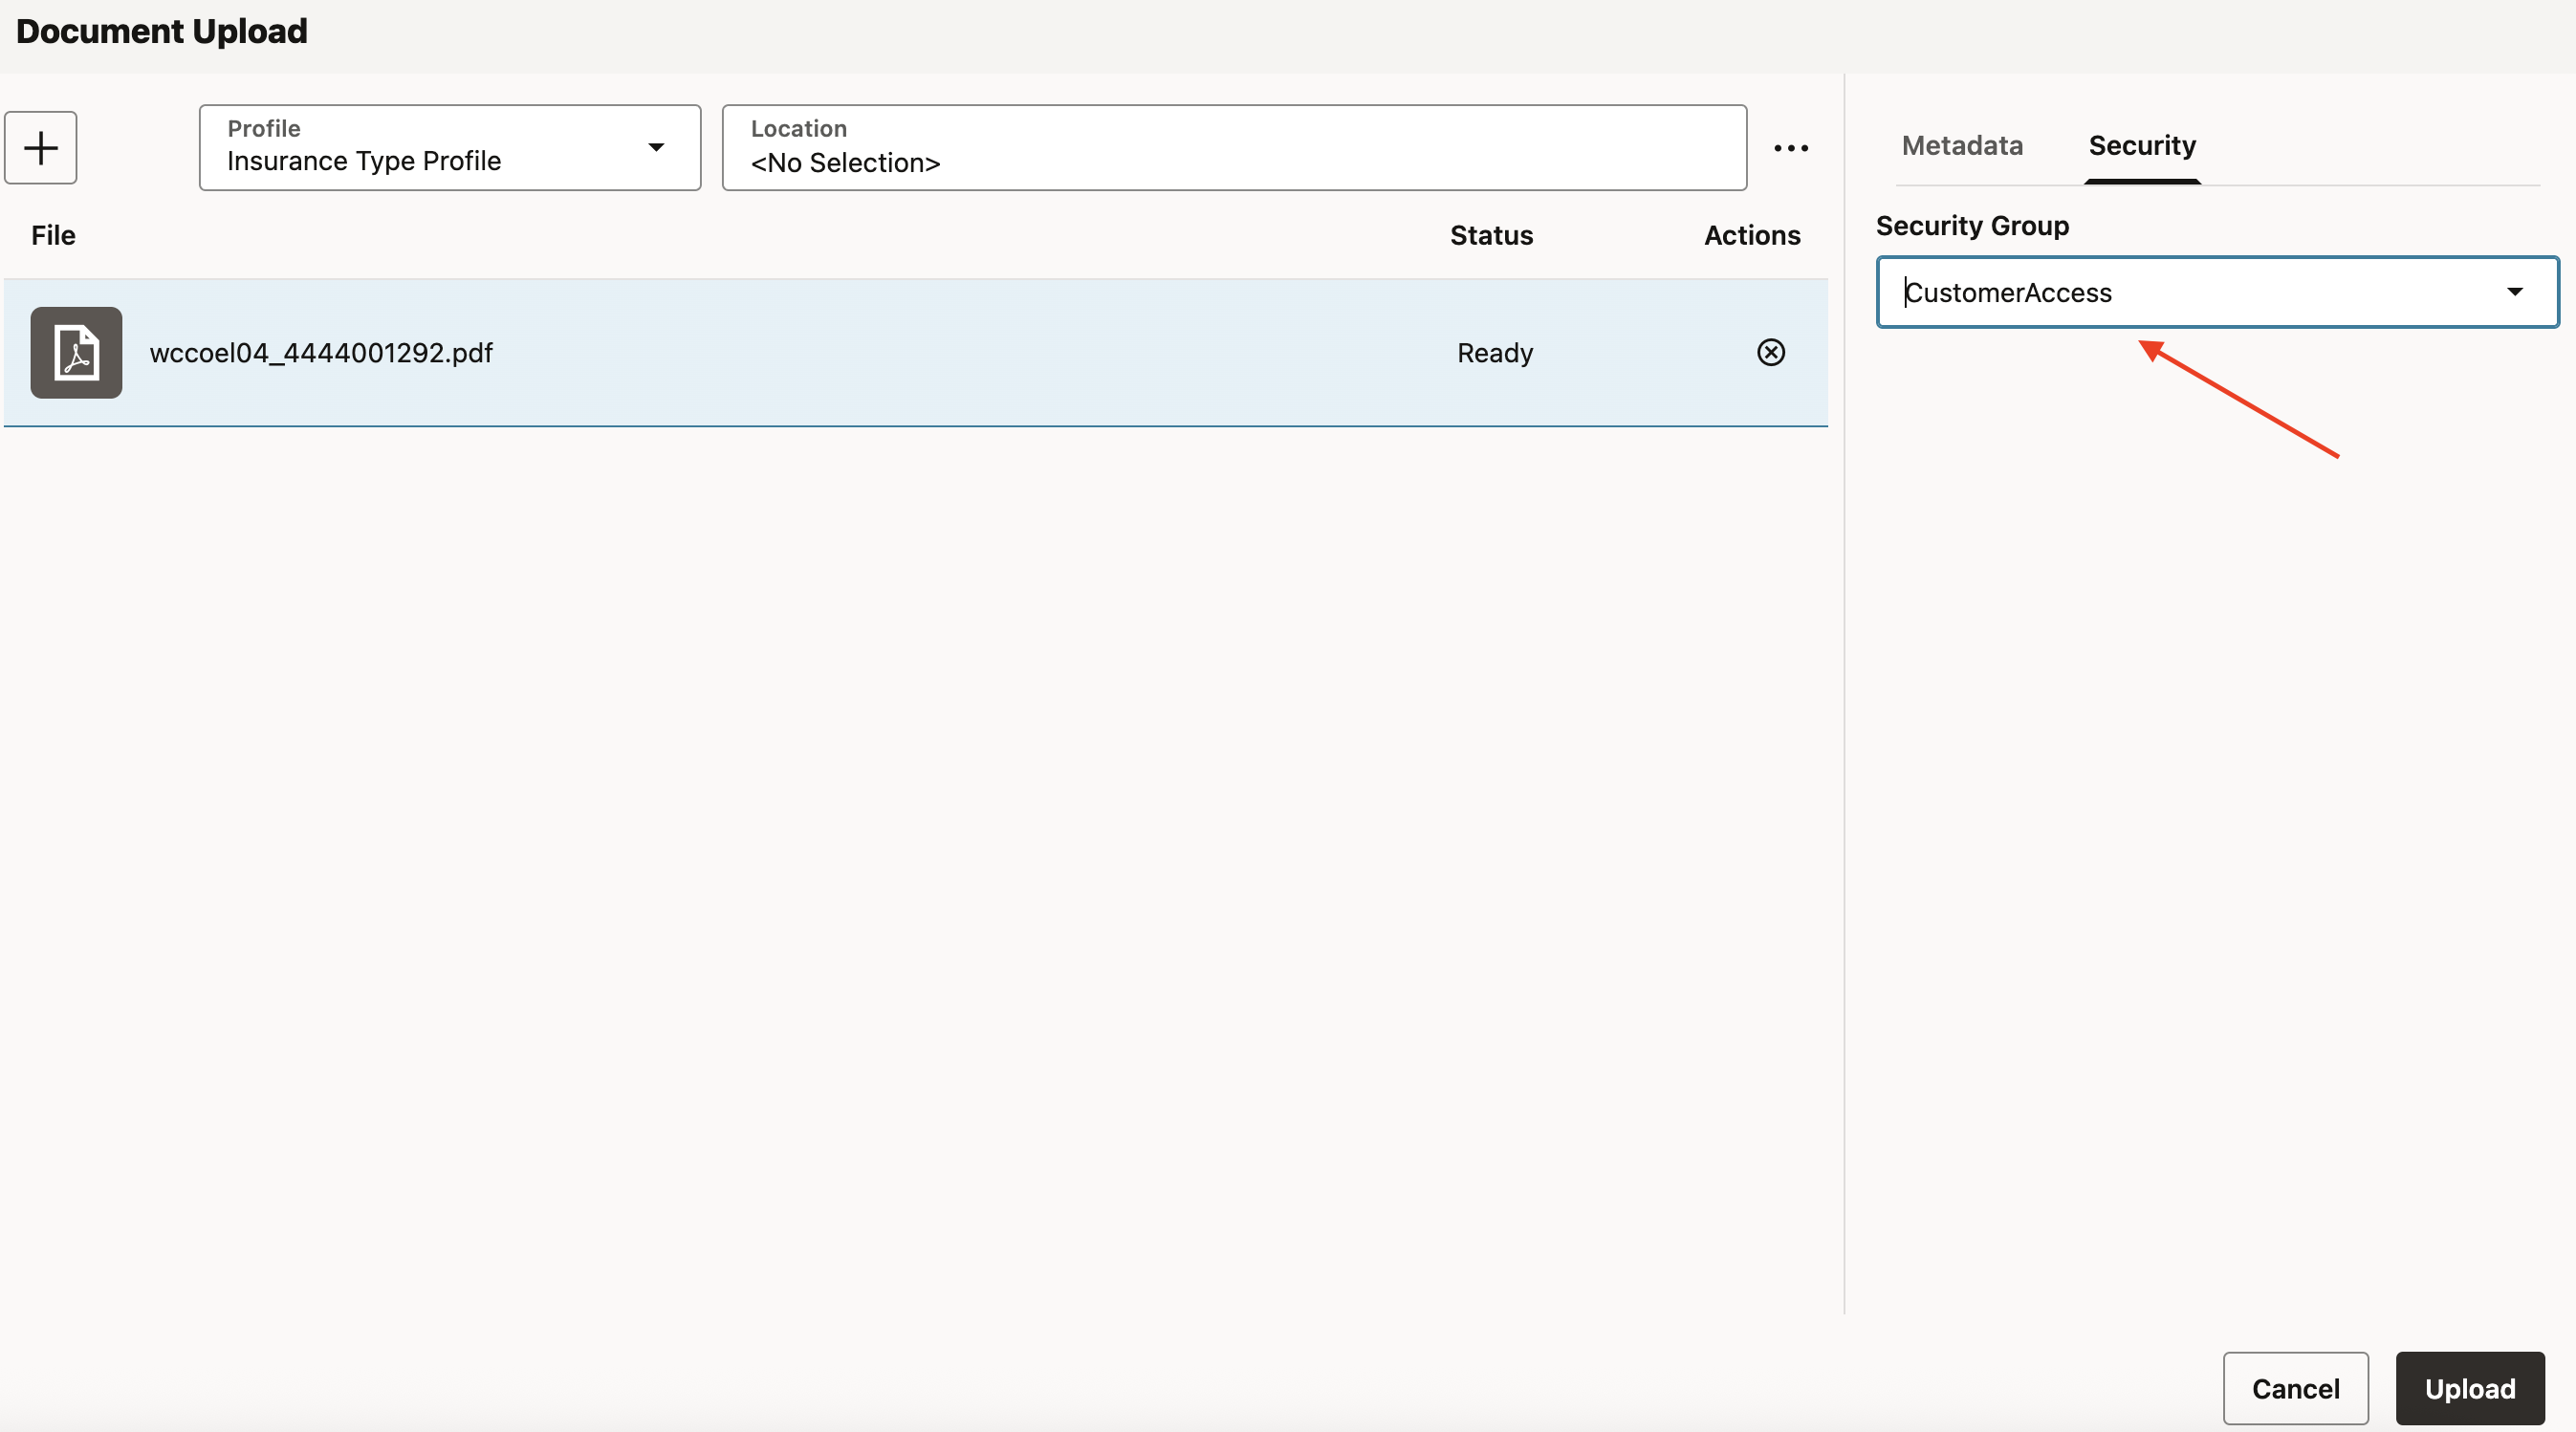 Document Upload
Profile
Insurance Type Profile
Location
<No Selection>
Metadata Security
Security Group
CustomerAccess
File Status Actions
wccoel04_4444001292.pdf Ready
Cancel Upload